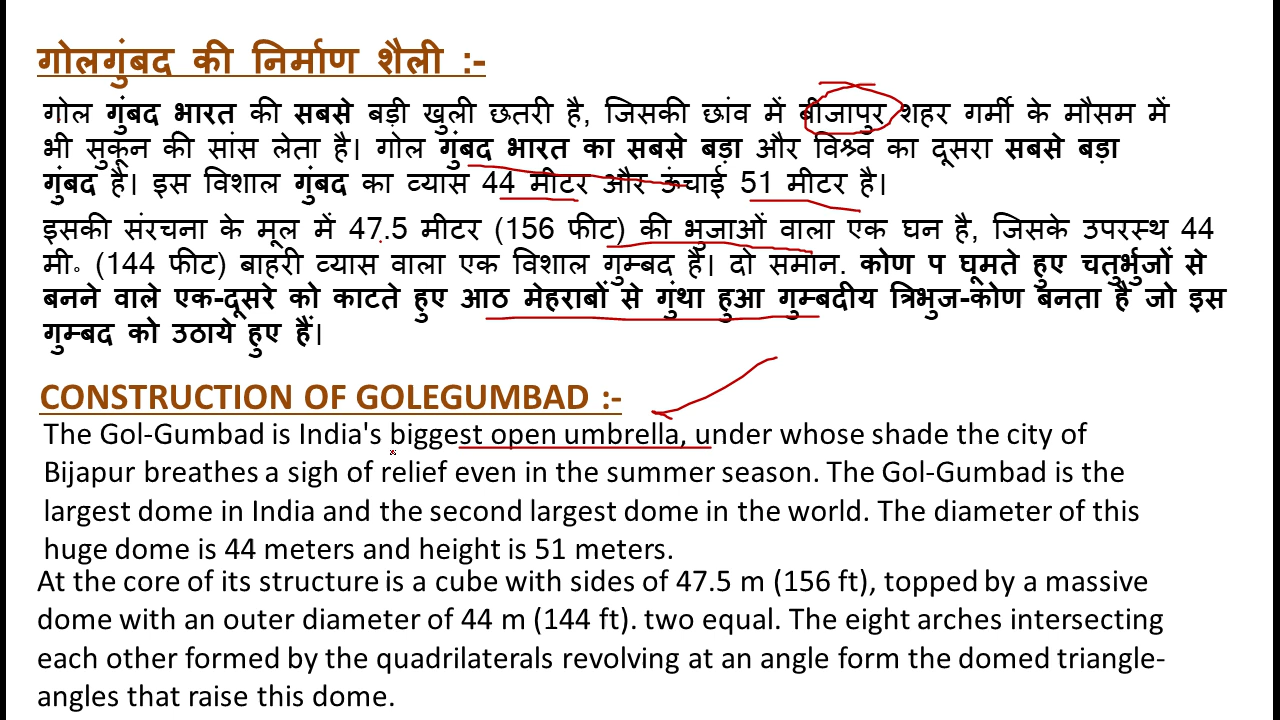 गोलगुंबद की निर्माण शैली :-
गोल गुंबद भारत की सबसे बड़ी खुली छतरी है, जिसकी छांव में बीजापुर शहर गर्मी के मौसम में
भी सुकून की सांस लेता है। गोल गुंबद भारत का सबसे बड़ा और विश्व का दूसरा सबसे बड़ा
गुंबद है। इस विशाल गुंबद का व्यास 44 मीटर और ऊंचाई 51 मीटर है।
इसकी संरचना के मूल में 47.5 मीटर (156 फीट) की भुजाओं वाला एक घन है, जिसके उपरस्थ 44
मी॰ (144 फीट) बाहरी व्यास वाला एक विशाल गुम्बद है। दो समान. कोण प घूमते हुए चतुर्भुजों से
बनने वाले एक-दूसरे को काटते हुए आठ मेहराबों से गुंथा हुआ गुम्बदीय त्रिभुज-कोण बनता है जो इस
गुम्बद को उठाये हुए हैं।
CONSTRUCTION OF GOLEGUMBAD :-
The Gol-Gumbad is India's biggest open umbrella, under whose shade the city of
Bijapur breathes a sigh of relief even in the summer season. The Gol-Gumbad is the
largest dome in India and the second largest dome in the world. The diameter of this
huge dome is 44 meters and height is 51 meters.
At the core of its structure is a cube with sides of 47.5 m (156 ft), topped by a massive
dome with an outer diameter of 44 m (144 ft). two equal. The eight arches intersecting
each other formed by the quadrilaterals revolving at an angle form the domed triangle-
angles that raise this dome.